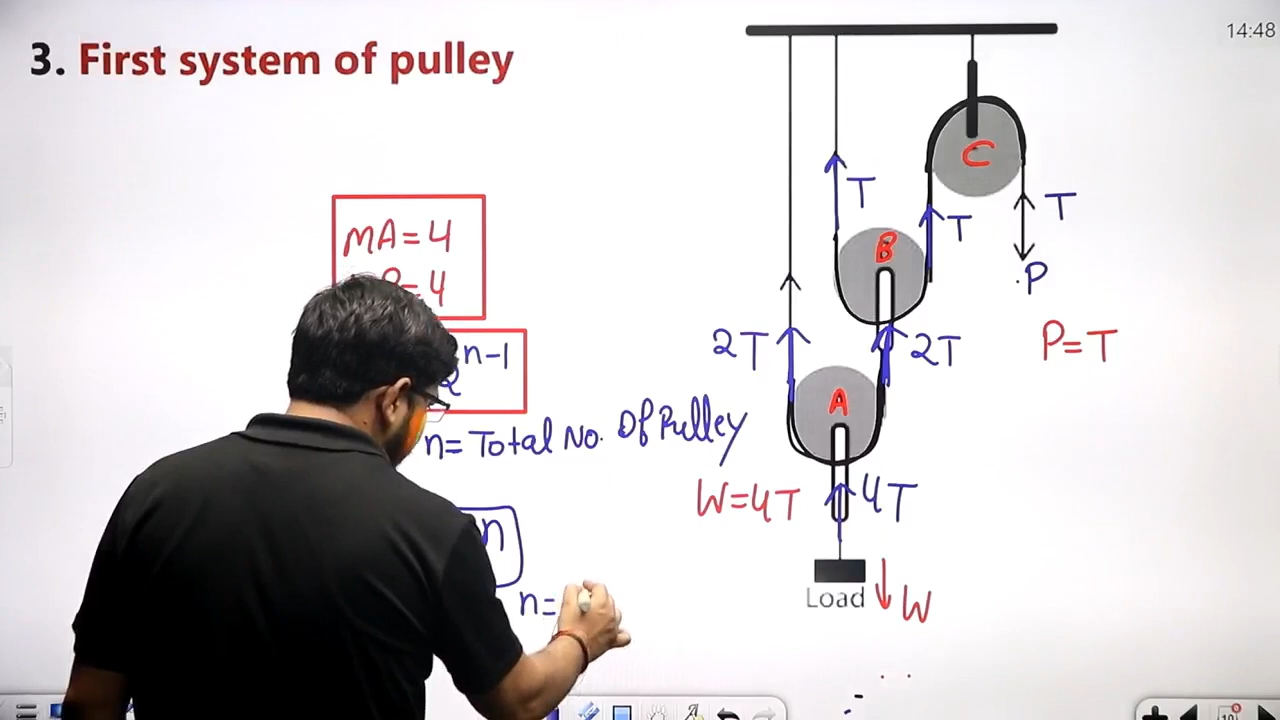 14:48
3. First system of pulley
C
T
T
T
B
P
MA = 4
= 4
2T
2T
P = T
n-1
A
n = Total No. Of Pulley
W = 4T
4T
n
n =
Load
W